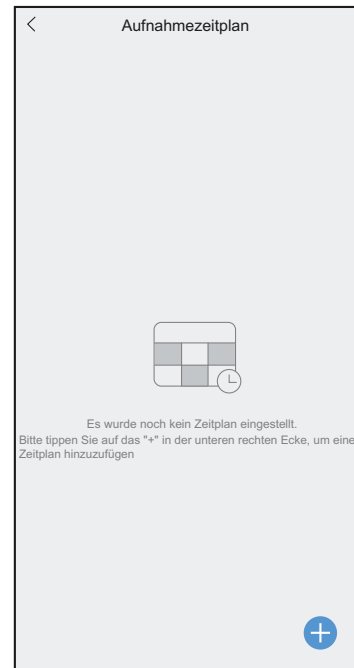 Aufnahmezeitplan
Es wurde noch kein Zeitplan eingestellt.
Bitte tippen Sie auf das "+" in der unteren rechten Ecke, um eine
Zeitplan hinzuzufügen